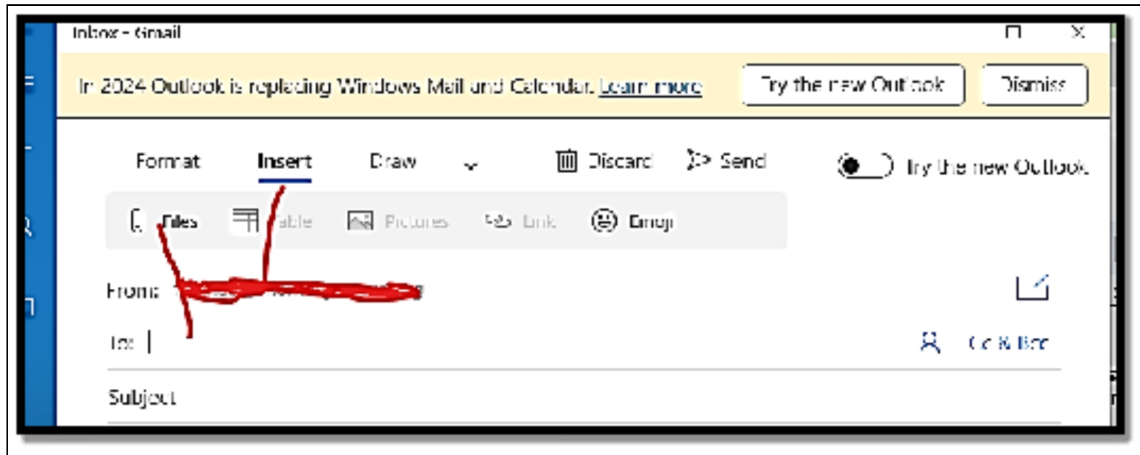 Inbox - Gmail
In 2024 Outlook is replacing Windows Mail and Calendar. Learn more Try the new Outlook Dismiss
Format Insert Draw Discard Send Try the new Outlook
Files Table Pictures Link Emoji
From:
To: Cc & Bcc
Subject